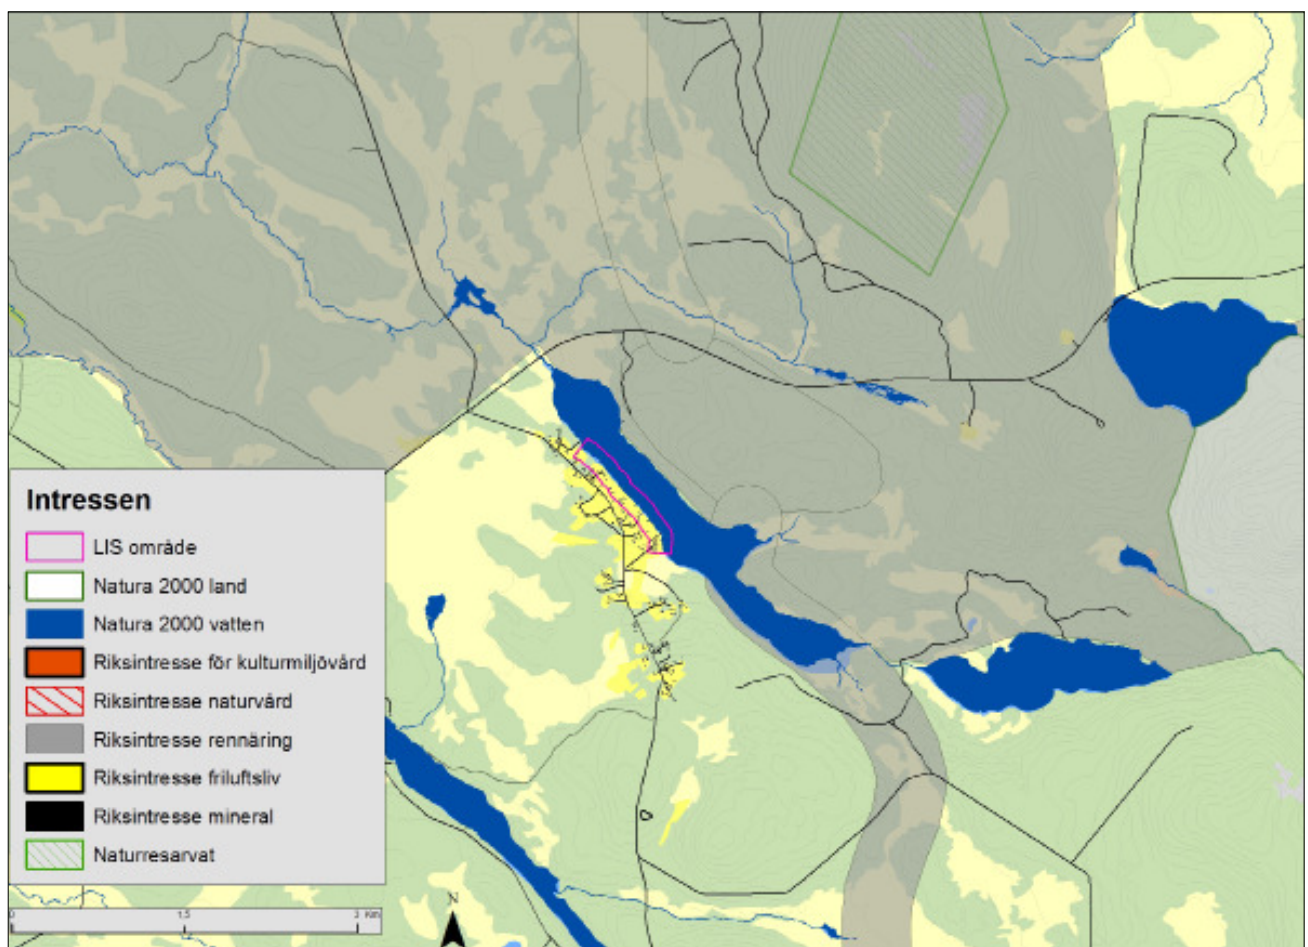 Intressen
LIS område
Natura 2000 land
Natura 2000 vatten
Riksintresse för kulturmiljövård
Riksintresse naturvård
Riksintresse rennäring
Riksintresse friluftsliv
Riksintresse mineral
Naturresarvat
0 1,5 3 Km
N